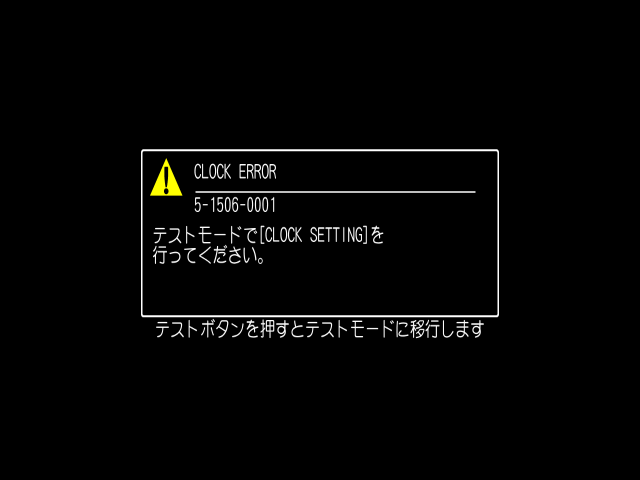 CLOCK ERROR
5-1506-0001
テストモードで[CLOCK SETTING]を
行ってください。
テストボタンを押すとテストモードに移行します